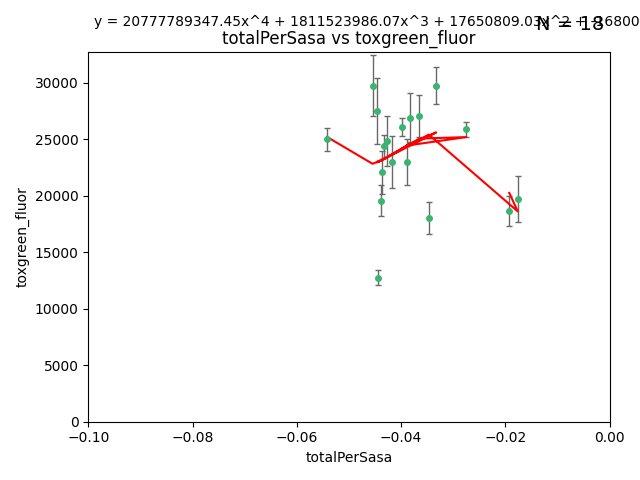 y = 20777789347.45x^4 + 1811523986.07x^3 + 17650809.03x^2 + -16800
N = 18
totalPerSasa vs toxgreen_fluor
30000
25000
20000
15000
10000
5000
0
toxgreen_fluor
−0.10 −0.08 −0.06 −0.04 −0.02 0.00
totalPerSasa